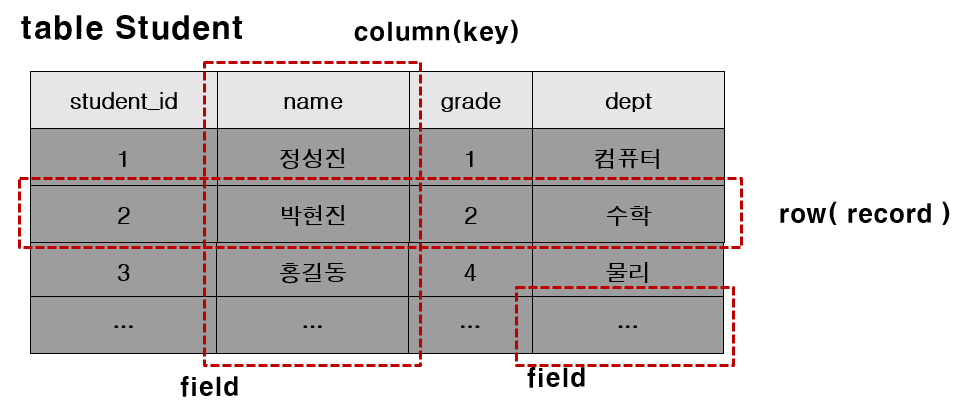 table Student
column(key)
student_id name grade dept
1 정성진 1 컴퓨터
2 박현진 2 수학
row( record )
3 홍길동 4 물리
... ... ... ...
field
field